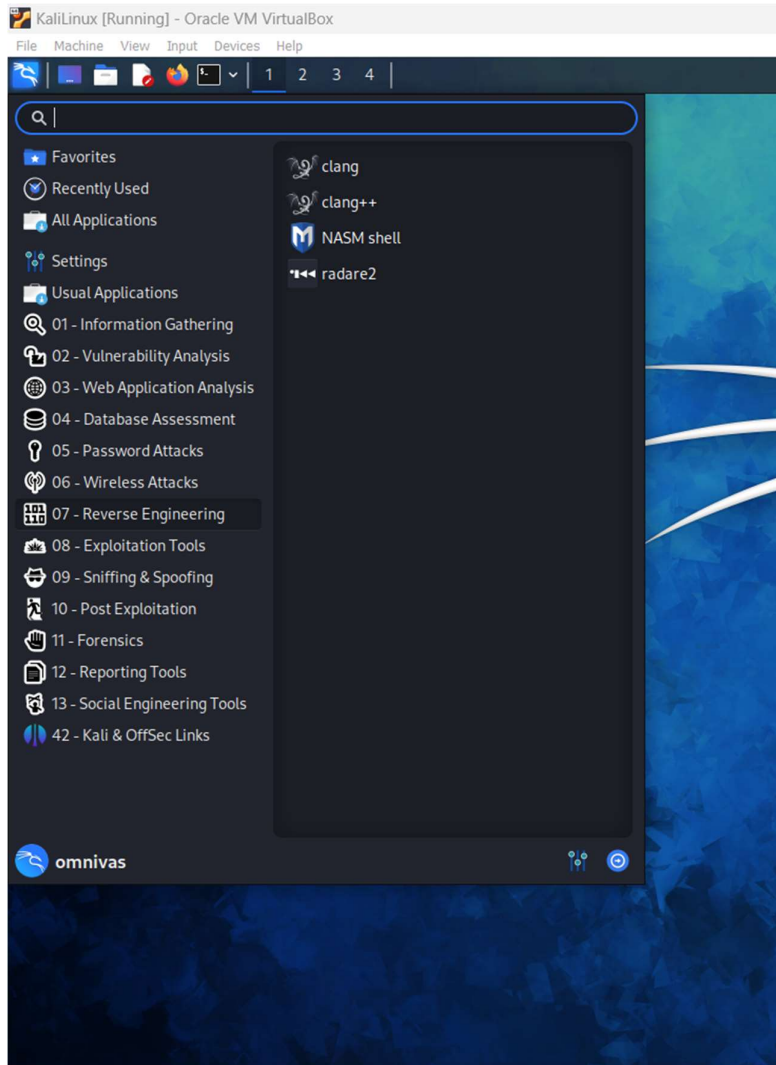 KaliLinux [Running] - Oracle VM VirtualBox
File Machine View Input Devices Help
1 2 3 4
Favorites
Recently Used
All Applications
Settings
Usual Applications
01 - Information Gathering
02 - Vulnerability Analysis
03 - Web Application Analysis
04 - Database Assessment
05 - Password Attacks
06 - Wireless Attacks
07 - Reverse Engineering
08 - Exploitation Tools
09 - Sniffing & Spoofing
10 - Post Exploitation
11 - Forensics
12 - Reporting Tools
13 - Social Engineering Tools
42 - Kali & OffSec Links
clang
clang++
NASM shell
radare2
omnivas